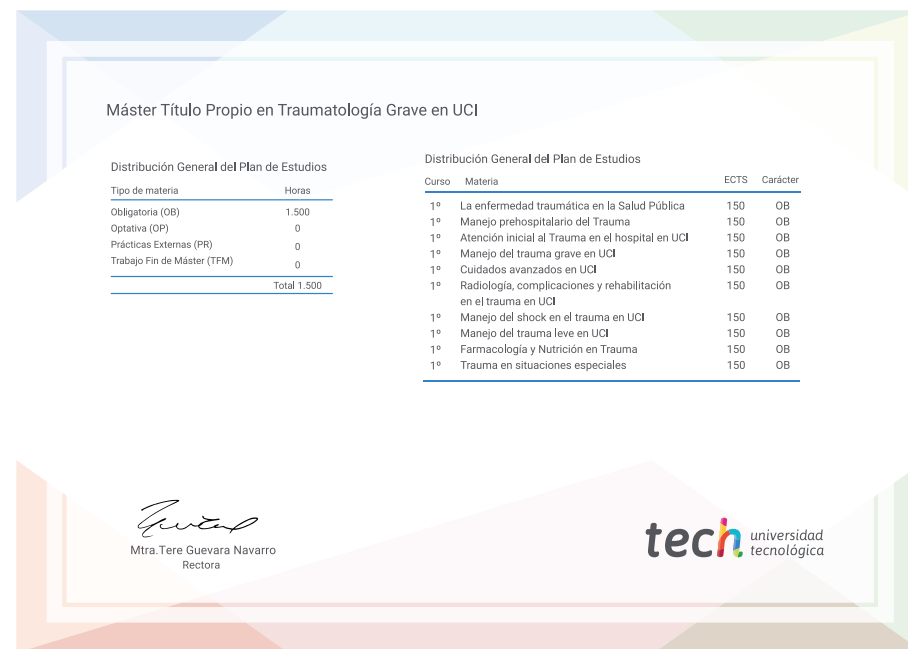 Máster Título Propio en Traumatología Grave en UCI
Distribución General del Plan de Estudios
Tipo de materia Horas
Obligatoria (OB) 1.500
Optativa (OP) 0
Prácticas Externas (PR) 0
Trabajo Fin de Máster (TFM) 0
Total 1.500
Distribución General del Plan de Estudios
Curso Materia ECTS Carácter
1º La enfermedad traumática en la Salud Pública 150 OB
1º Manejo prehospitalario del Trauma 150 OB
1º Atención inicial al Trauma en el hospital en UCI 150 OB
1º Manejo del trauma grave en UCI 150 OB
1º Cuidados avanzados en UCI 150 OB
1º Radiología, complicaciones y rehabilitación 150 OB
en el trauma en UCI
1º Manejo del shock en el trauma en UCI 150 OB
1º Manejo del trauma leve en UCI 150 OB
1º Farmacología y Nutrición en Trauma 150 OB
1º Trauma en situaciones especiales 150 OB
Mtra.Tere Guevara Navarro
Rectora
tech universidad
tecnológica